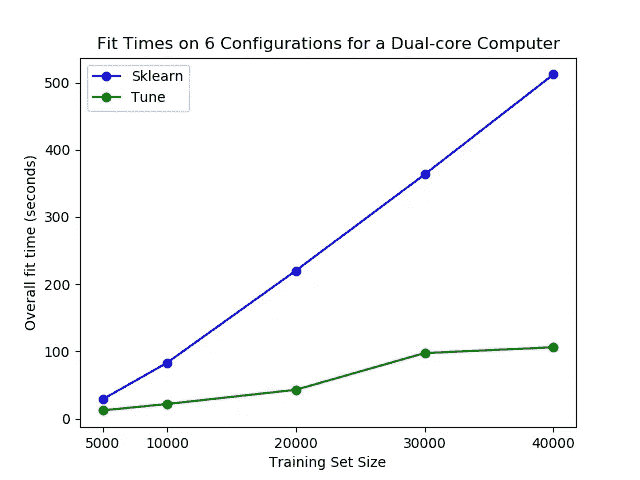 Fit Times on 6 Configurations for a Dual-core Computer
Sklearn
Tune
Overall fit time (seconds)
500
400
300
200
100
0
5000 10000 20000 30000 40000
Training Set Size